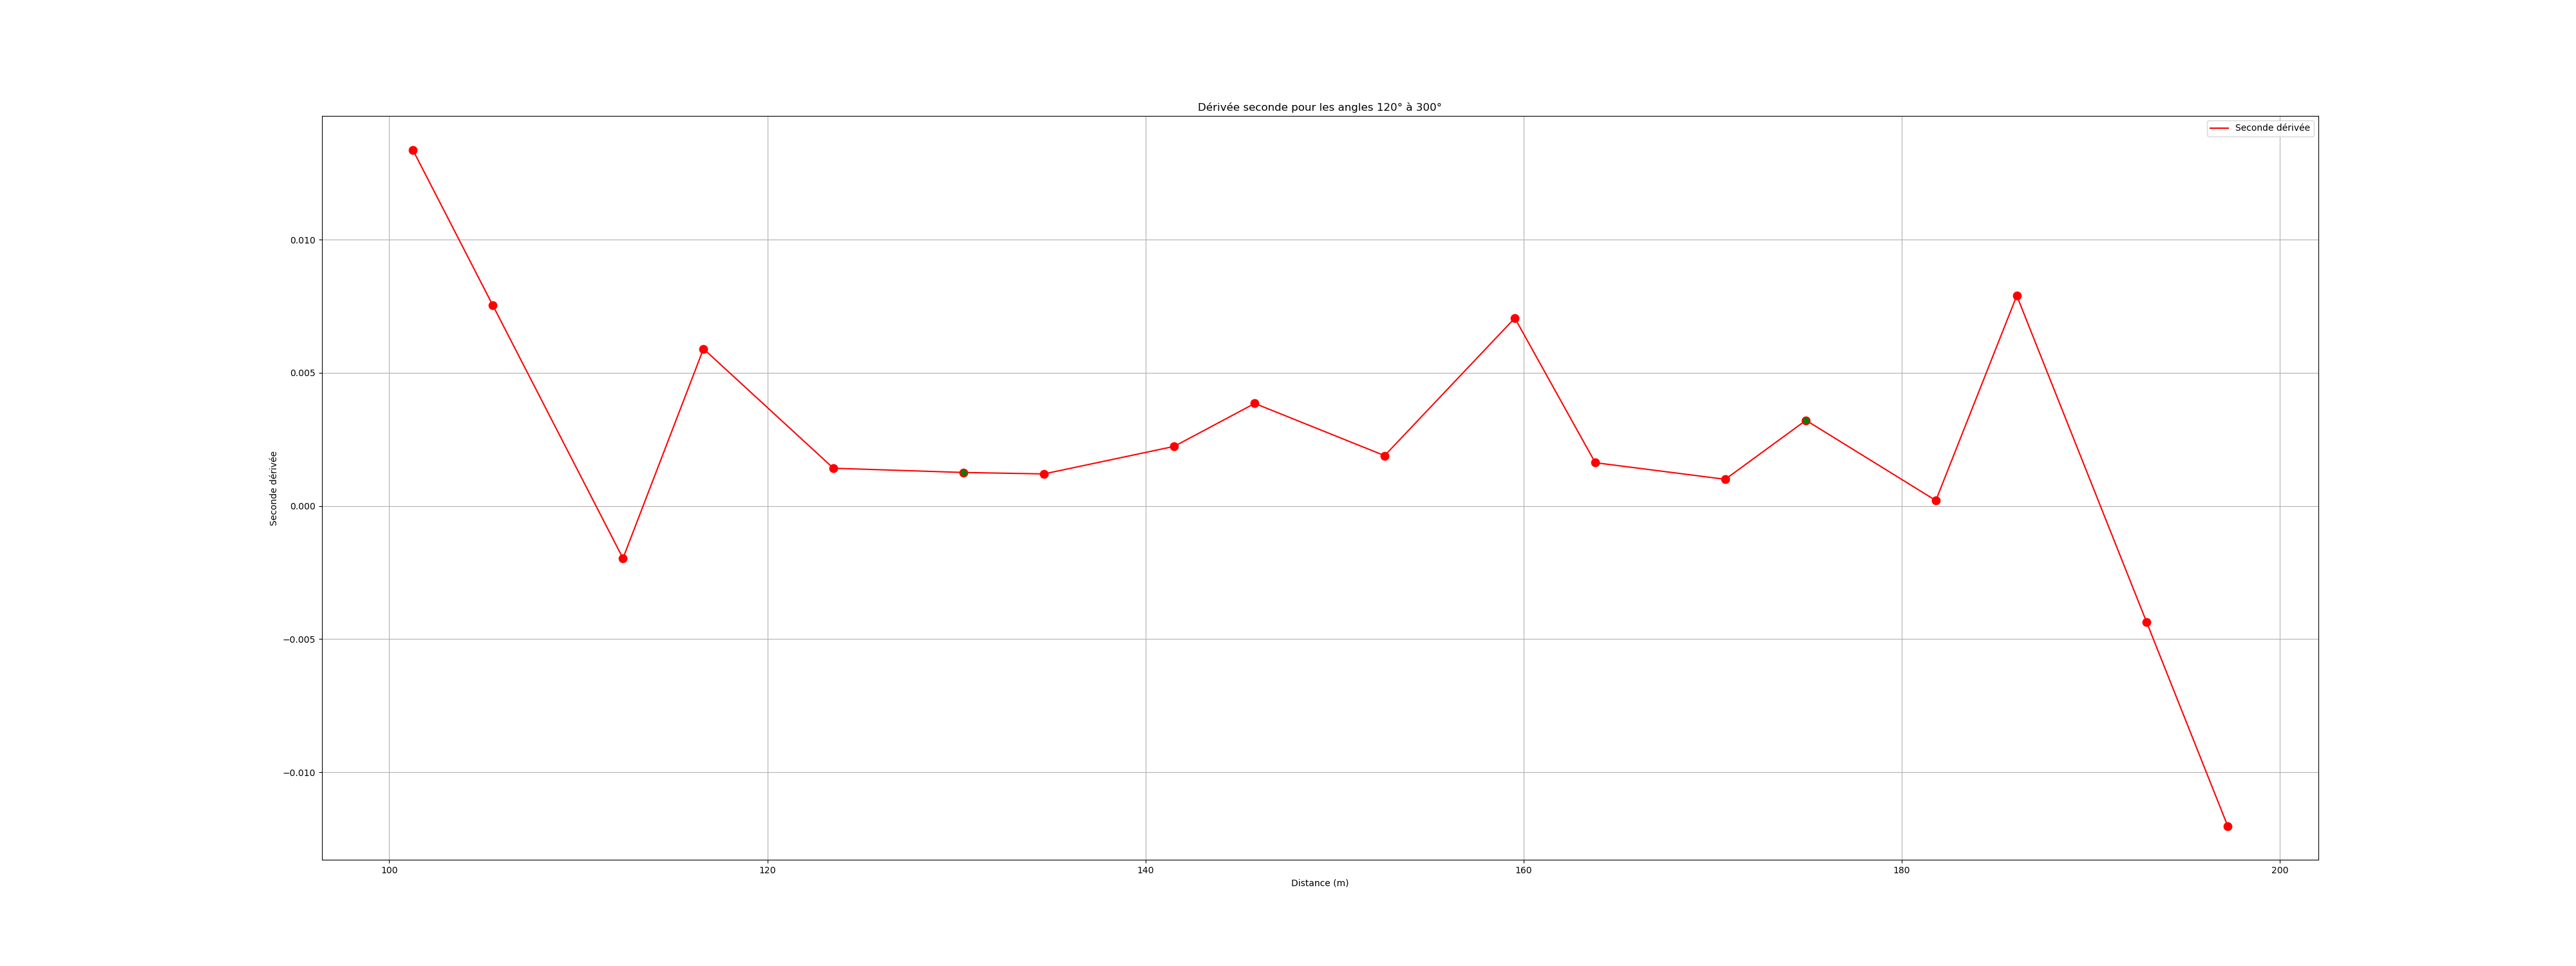 Dérivée seconde pour les angles 120° à 300°
Seconde dérivée
0.010
0.005
0.000
−0.005
−0.010
Seconde dérivée
100
120
140
160
180
200
Distance (m)